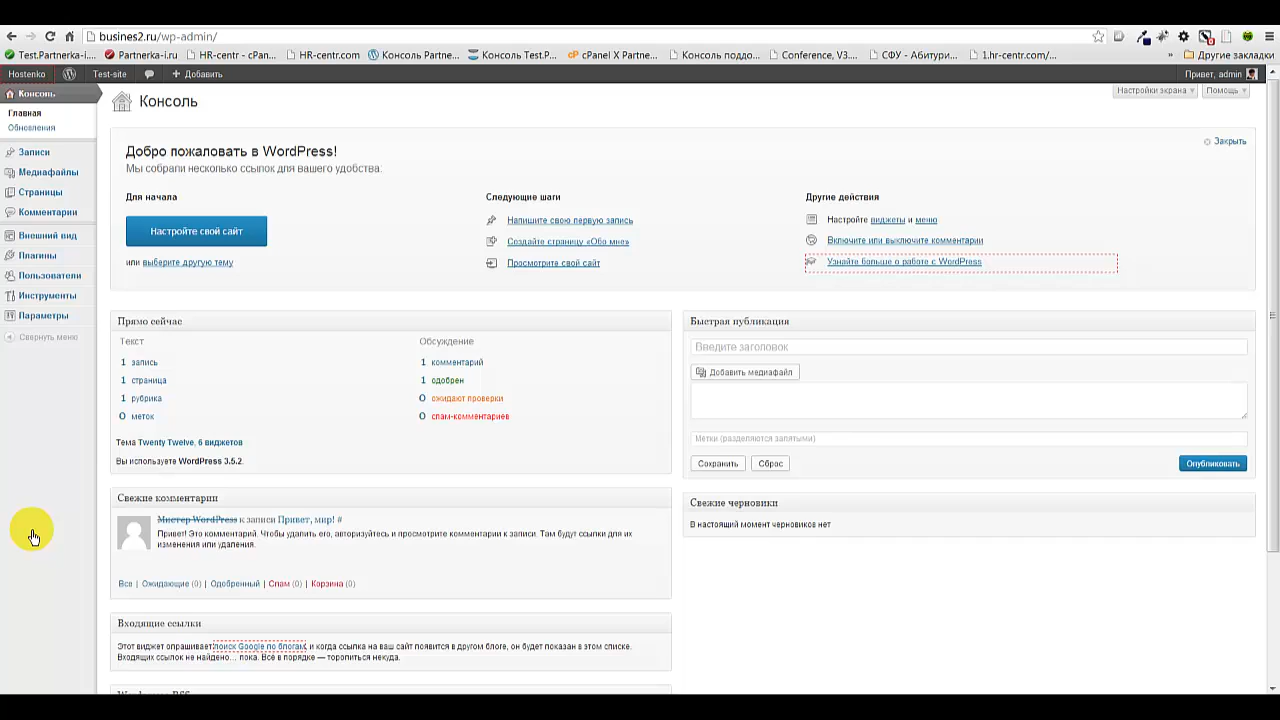 busines2.ru/wp-admin/
Test.Partnerka-i.... Partnerka-i.ru HR-centr - cPan... HR-centr.com Консоль Partne... Консоль Test.P... cPanel X Partne... Консоль поддо... Conference, V3.... СФУ - Абитури... 1.hr-centr.com/... » Другие закладки
Hostenko Test-site + Добавить Привет, admin
Консоль
Главная
Обновления
Записи
Медиафайлы
Страницы
Комментарии
Внешний вид
Плагины
Пользователи
Инструменты
Параметры
Свернуть меню
Консоль
Настройки экрана Помощь
Добро пожаловать в WordPress!
Закрыть
Мы собрали несколько ссылок для вашего удобства:
Для начала
Настройте свой сайт
или выберите другую тему
Следующие шаги
Напишите свою первую запись
Создайте страницу «Обо мне»
Просмотрите свой сайт
Другие действия
Настройте виджеты и меню
Включите или выключите комментарии
Узнайте больше о работе с WordPress
Прямо сейчас
Текст Обсуждение
1 запись 1 комментарий
1 страница 1 одобрен
1 рубрика 0 ожидают проверки
0 меток 0 спам-комментариев
Тема Twenty Twelve, 6 виджетов
Вы используете WordPress 3.5.2.
Свежие комментарии
Мистер WordPress к записи Привет, мир! #
Привет! Это комментарий. Чтобы удалить его, авторизуйтесь и просмотрите комментарии к записи. Там будут ссылки для их
изменения или удаления.
Все | Ожидающие (0) | Одобренный | Спам (0) | Корзина (0)
Входящие ссылки
Этот виджет опрашивает поиск Google по блогам, и когда ссылка на ваш сайт появится в другом блоге, он будет показан в этом списке.
Входящих ссылок не найдено… пока. Всё в порядке — торопиться некуда.
Быстрая публикация
Введите заголовок
Добавить медиафайл
Метки (разделяются запятыми)
Сохранить Сброс Опубликовать
Свежие черновики
В настоящий момент черновиков нет